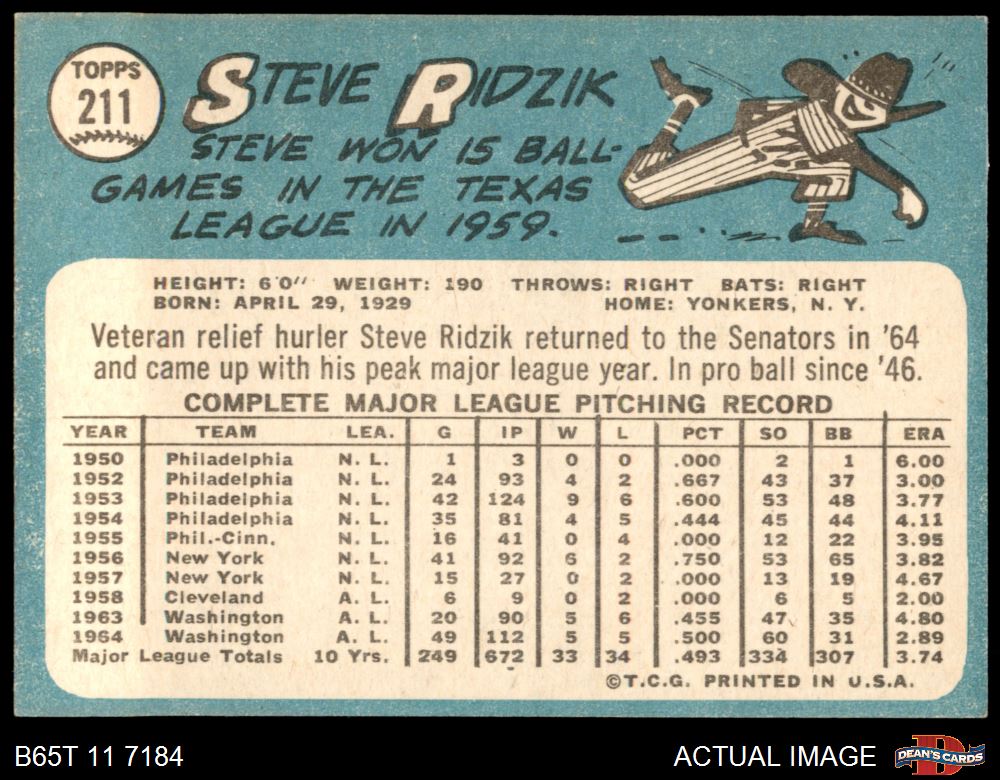 TOPPS
211
STEVE RIDZIK
STEVE WON 15 BALL-
GAMES IN THE TEXAS
LEAGUE IN 1959.
HEIGHT: 6'0" WEIGHT: 190 THROWS: RIGHT BATS: RIGHT
BORN: APRIL 29, 1929 HOME: YONKERS, N. Y.
Veteran relief hurler Steve Ridzik returned to the Senators in '64
and came up with his peak major league year. In pro ball since '46.
COMPLETE MAJOR LEAGUE PITCHING RECORD
YEAR TEAM LEA. G IP W L PCT SO BB ERA
1950 Philadelphia N. L. 1 3 0 0 .000 2 1 6.00
1952 Philadelphia N. L. 24 93 4 2 .667 43 37 3.00
1953 Philadelphia N. L. 42 124 9 6 .600 53 48 3.77
1954 Philadelphia N. L. 35 81 4 5 .444 45 44 4.11
1955 Phil.-Cinn. N. L. 16 41 0 4 .000 12 22 3.95
1956 New York N. L. 41 92 6 2 .750 53 65 3.82
1957 New York N. L. 15 27 0 2 .000 13 19 4.67
1958 Cleveland A. L. 6 9 0 2 .000 6 5 2.00
1963 Washington A. L. 20 90 5 6 .455 47 35 4.80
1964 Washington A. L. 49 112 5 5 .500 60 31 2.89
Major League Totals 10 Yrs. 249 672 33 34 .493 334 307 3.74
©T.C.G. PRINTED IN U.S.A.
B65T 11 7184 ACTUAL IMAGE DEAN'S CARDS